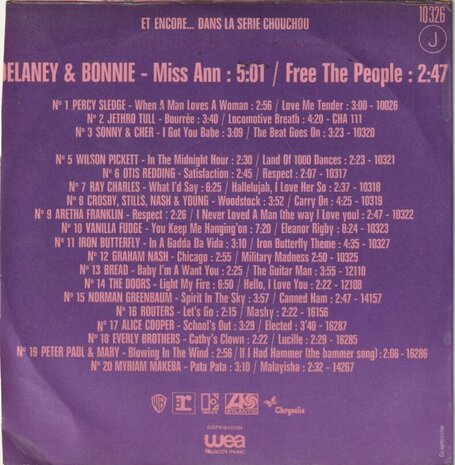 ET ENCORE... DANS LA SERIE CHOUCHOU
10326
J
DELANEY & BONNIE - Miss Ann : 5:01 / Free The People : 2:47
N° 1 PERCY SLEDGE - When A Man Loves A Woman : 2:56 / Love Me Tender : 3:00 - 10026
N° 2 JETHRO TULL - Bourrée : 3:40 / Locomotive Breath : 4:20 - CHA 111
N° 3 SONNY & CHER - I Got You Babe : 3:09 / The Beat Goes On : 3:23 - 10320
N° 5 WILSON PICKETT - In The Midnight Hour : 2:30 / Land Of 1000 Dances : 2:23 - 10321
N° 6 OTIS REDDING - Satisfaction : 2:45 / Respect : 2:07 - 10317
N° 7 RAY CHARLES - What I'd Say : 6:25 / Hallelujah, I Love Her So : 2:37 - 10318
N° 8 CROSBY, STILLS, NASH & YOUNG - Woodstock : 3:52 / Carry On : 4:25 - 10319
N° 9 ARETHA FRANKLIN - Respect : 2:26 / I Never Loved A Man (the way I Love you) : 2:47 - 10322
N° 10 VANILLA FUDGE - You Keep Me Hanging'on : 7:20 / Eleanor Rigby : 8:24 - 10323
N° 11 IRON BUTTERFLY - In A Gadda Da Vida : 3:10 / Iron Butterfly Theme : 4:35 - 10327
N° 12 GRAHAM NASH - Chicago : 2:55 / Military Madness : 2:50 - 10325
N° 13 BREAD - Baby I'm A Want You : 2:25 / The Guitar Man : 3:55 - 12110
N° 14 THE DOORS - Light My Fire : 6:50 / Hello, I Love You : 2:22 - 12108
N° 15 NORMAN GREENBAUM - Spirit In The Sky : 3:57 / Canned Ham : 2:47 - 14157
N° 16 ROUTERS - Let's Go : 2:15 / Mashy : 2:22 - 16156
N° 17 ALICE COOPER - School's Out : 3:29 / Elected : 3'40 - 16287
N° 18 EVERLY BROTHERS - Cathy's Clown : 2:22 / Lucille : 2:29 - 16285
N° 19 PETER PAUL & MARY - Blowing In The Wind : 2:56 / If I Had Hammer (the hammer song) : 2:06 - 16286
N° 20 MYRIAM MAKEBA - Pata Pata : 3:10 / Malayisha : 2:32 - 14267
ATLANTIC
Chrysalis
DISTRIBUTION
wea
filipacchi music.
Graphicolor